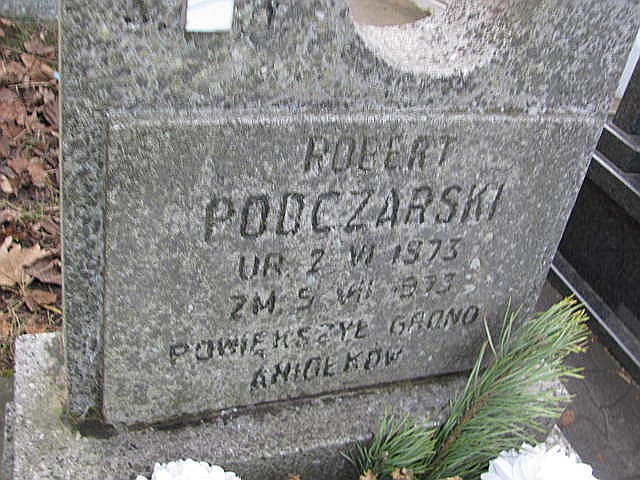 ROBERT
PODCZARSKI
UR. 2 VI 1973
ZM. 5 VII 1973
POWIĘKSZYŁ GRONO
ANIOŁKÓW